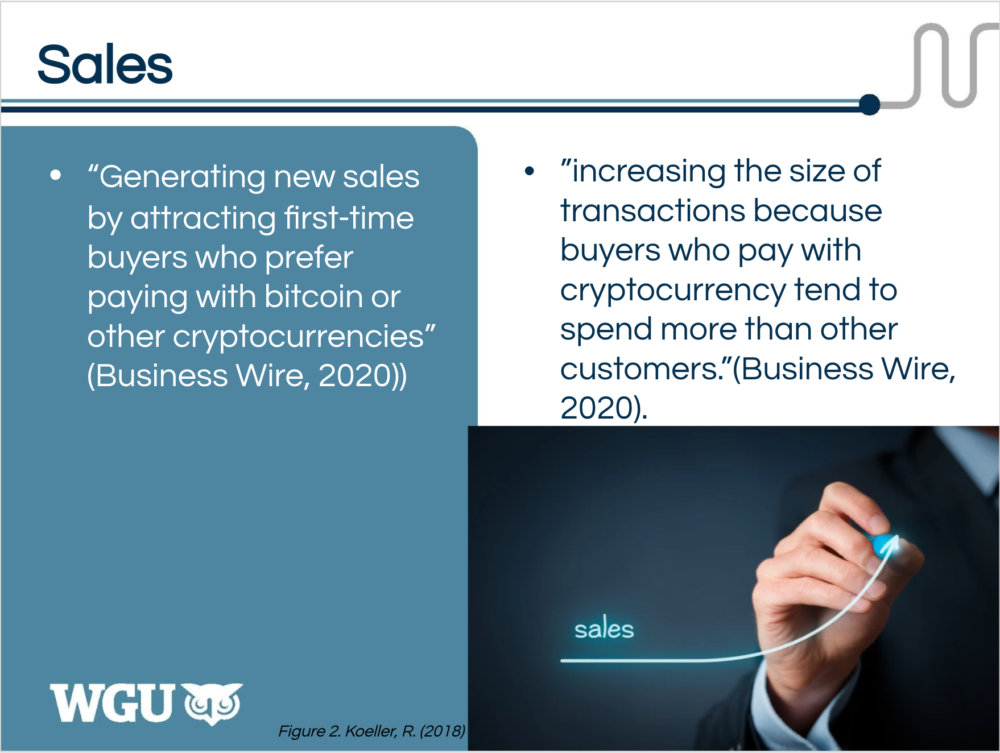 Sales
• “Generating new sales
by attracting first-time
buyers who prefer
paying with bitcoin or
other cryptocurrencies”
(Business Wire, 2020))
• ”increasing the size of
transactions because
buyers who pay with
cryptocurrency tend to
spend more than other
customers.”(Business Wire,
2020).
sales
WGU
Figure 2. Koeller, R. (2018)